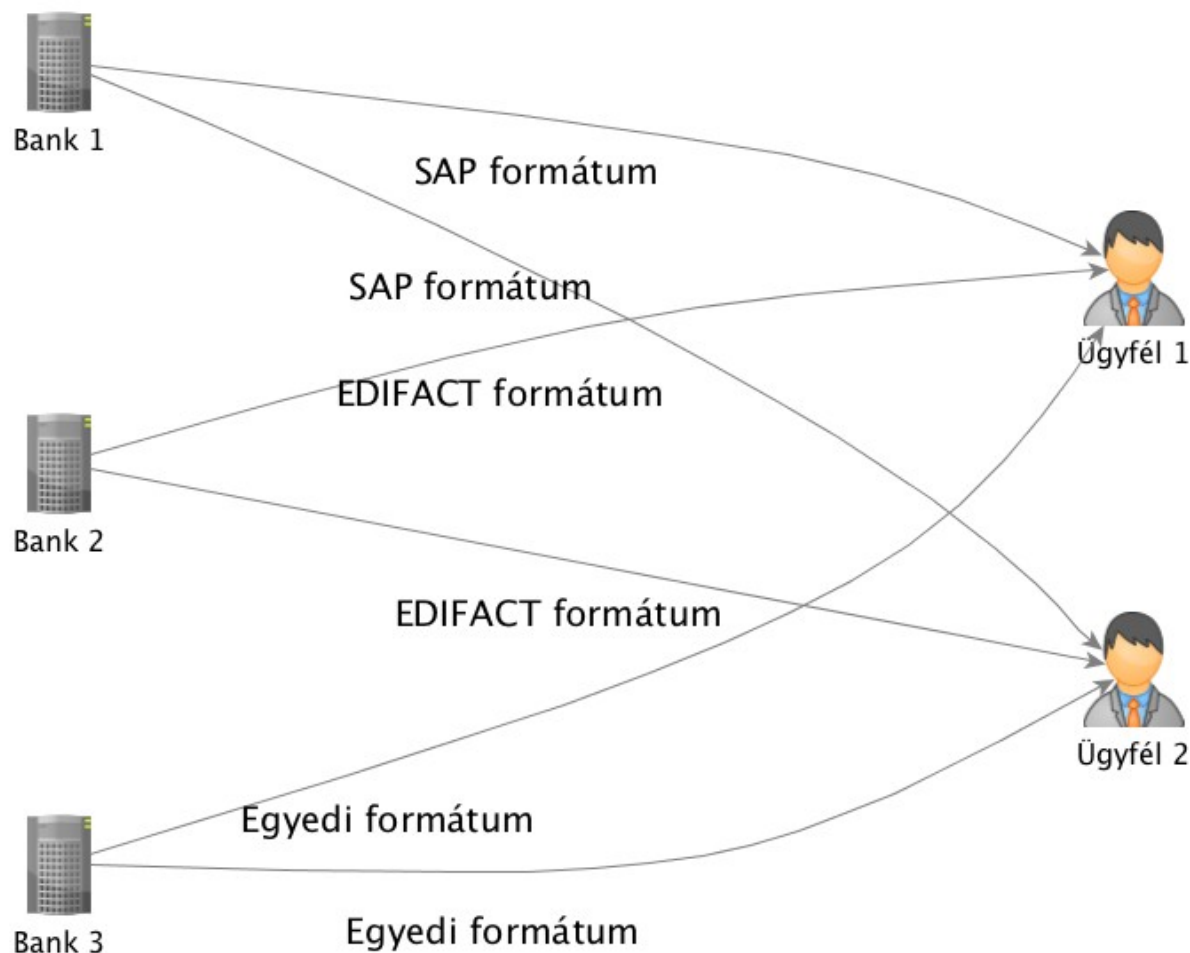 Bank 1
SAP formátum
SAP formátum
Ügyfél 1
EDIFACT formátum
Bank 2
EDIFACT formátum
Ügyfél 2
Egyedi formátum
Egyedi formátum
Bank 3